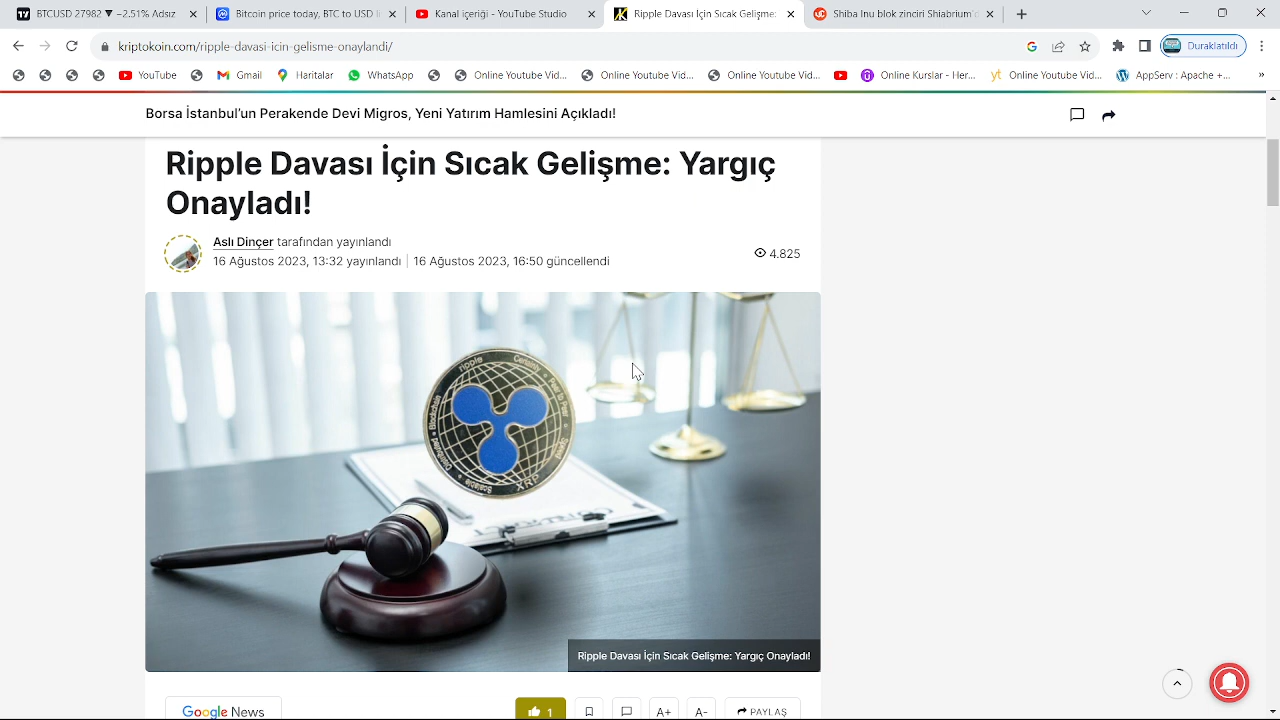 BTCUSD 27982 ▼ −2.51% Adsız
Bitcoin price today, BTC to USD li
Kanal içeriği - YouTube Studio
Ripple Davası İçin Sıcak Gelişme:
Shiba Inu blok zinciri Shiabrium
kriptokoin.com/ripple-davasi-icin-gelisme-onaylandi/
Duraklatıldı
YouTube
Gmail
Haritalar
WhatsApp
Online Youtube Vid...
Online Youtube Vid...
Online Youtube Vid...
Online Kurslar - Her...
yt Online Youtube Vid...
AppServ : Apache +...
Borsa İstanbul’un Perakende Devi Migros, Yeni Yatırım Hamlesini Açıkladı!
Ripple Davası İçin Sıcak Gelişme: Yargıç
Onayladı!
Aslı Dinçer tarafından yayınlandı
16 Ağustos 2023, 13:32 yayınlandı | 16 Ağustos 2023, 16:50 güncellendi
4.825
ripple
XRP
Ripple Davası İçin Sıcak Gelişme: Yargıç Onayladı!
Google News
1
A+
A-
PAYLAŞ